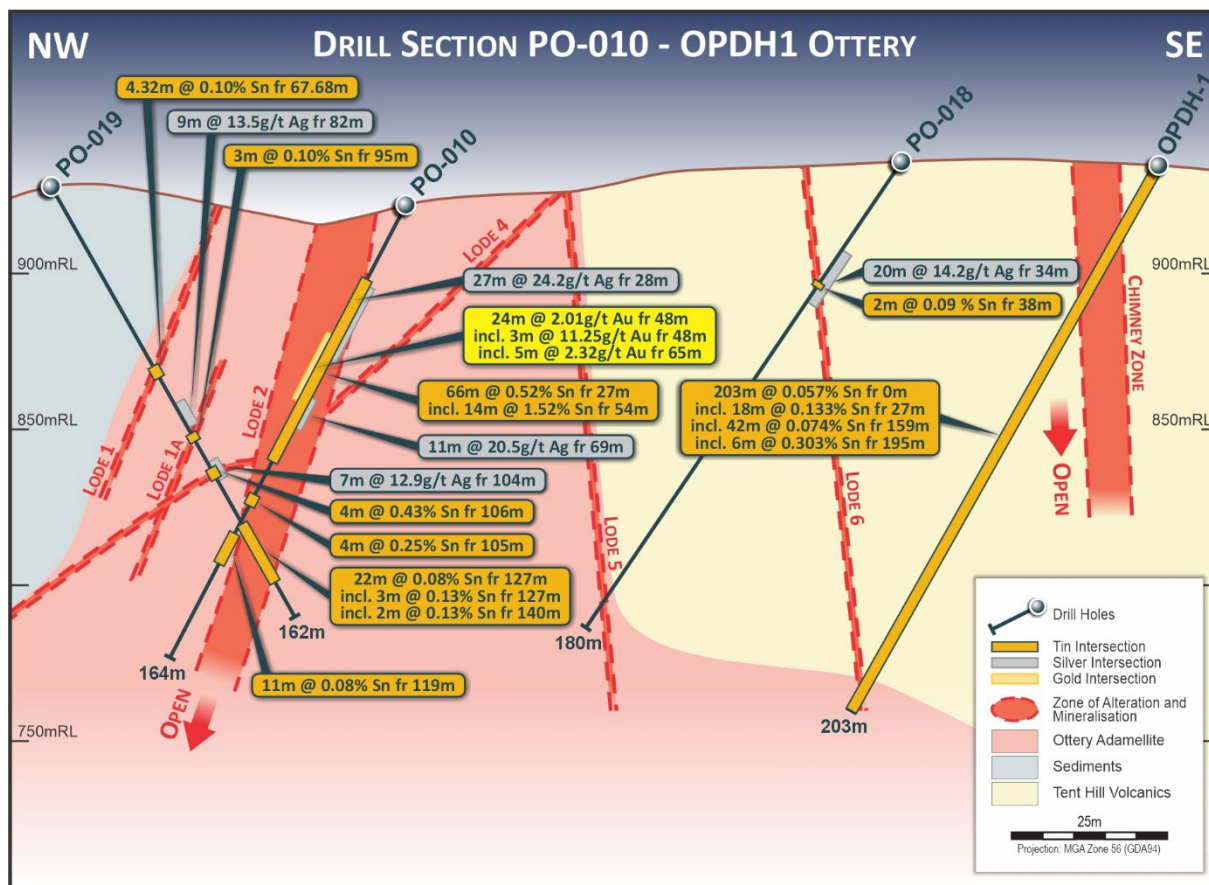 NW
DRILL SECTION PO-010 - OPDH1 OTTERY
SE
4.32m @ 0.10% Sn fr 67.68m
9m @ 13.5g/t Ag fr 82m
3m @ 0.10% Sn fr 95m
PO-019
PO-010
PO-018
OPDH-1
900mRL
900mRL
LODE 4
27m @ 24.2g/t Ag fr 28m
20m @ 14.2g/t Ag fr 34m
2m @ 0.09 % Sn fr 38m
CHIMNEY ZONE
24m @ 2.01g/t Au fr 48m
incl. 3m @ 11.25g/t Au fr 48m
incl. 5m @ 2.32g/t Au fr 65m
66m @ 0.52% Sn fr 27m
incl. 14m @ 1.52% Sn fr 54m
203m @ 0.057% Sn fr 0m
incl. 18m @ 0.133% Sn fr 27m
incl. 42m @ 0.074% Sn fr 159m
incl. 6m @ 0.303% Sn fr 195m
850mRL
850mRL
LODE 1
LODE 1A
LODE 2
11m @ 20.5g/t Ag fr 69m
OPEN
7m @ 12.9g/t Ag fr 104m
4m @ 0.43% Sn fr 106m
4m @ 0.25% Sn fr 105m
LODE 5
LODE 6
22m @ 0.08% Sn fr 127m
incl. 3m @ 0.13% Sn fr 127m
incl. 2m @ 0.13% Sn fr 140m
162m
180m
164m
11m @ 0.08% Sn fr 119m
OPEN
203m
750mRL
750mRL
Drill Holes
Tin Intersection
Silver Intersection
Gold Intersection
Zone of Alteration and
Mineralisation
Ottery Adamellite
Sediments
Tent Hill Volcanics
25m
Projection: MGA Zone 56 (GDA94)